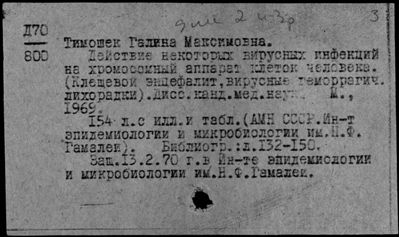 3
Д70
800
Тимошек Галина Максимовна.
Действие некоторых вирусных инфекций
на хромосомный аппарат клеток человека.
(Клещевой энцефалит, вирусные геморрагич.
лихорадки). Дисс. канд. мед. наук. М.,
1969.
154 л.с илл.и табл.(АМН СССР.Ин-т
эпидемиологии и микробиологии им.Н.Ф.
Гамалеи). Библиогр.:л.132-150.
Защ.13.2.70 г.в Ин-те эпидемиологии
и микробиологии им.Н.Ф.Гамалеи.